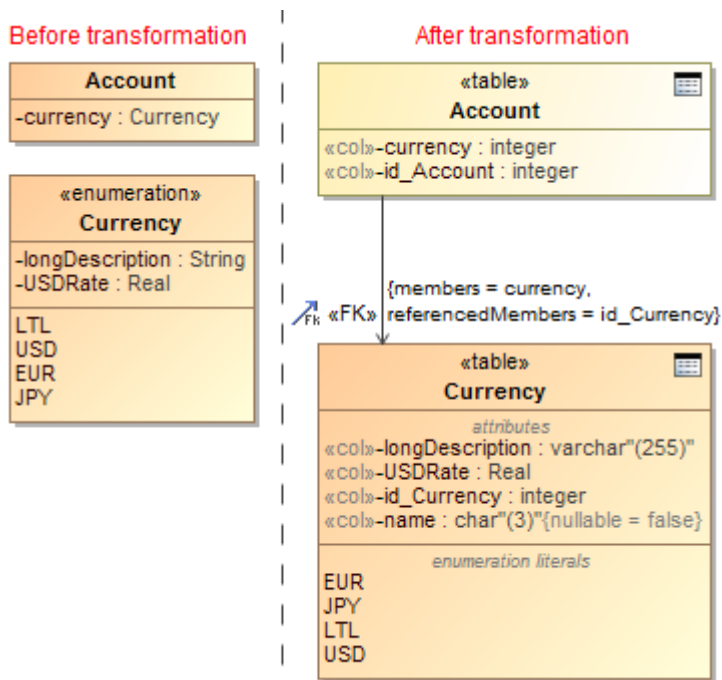 Before transformation
Account
-currency : Currency
«enumeration»
Currency
-longDescription : String
-USDRate : Real
LTL
USD
EUR
JPY
After transformation
«table»
Account
«col»-currency : integer
«col»-id_Account : integer
{members = currency,
Fk «FK» referencedMembers = id_Currency}
«table»
Currency
attributes
«col»-longDescription : varchar"(255)"
«col»-USDRate : Real
«col»-id_Currency : integer
«col»-name : char"(3)"{nullable = false}
enumeration literals
EUR
JPY
LTL
USD